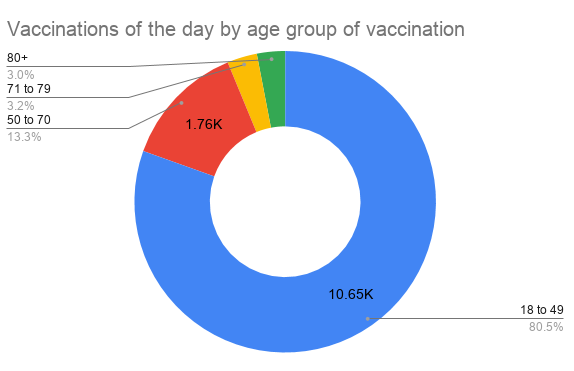 Vaccinations of the day by age group of vaccination
80+
3.0%
71 to 79
3.2%
50 to 70
13.3%
1.76K
10.65K
18 to 49
80.5%